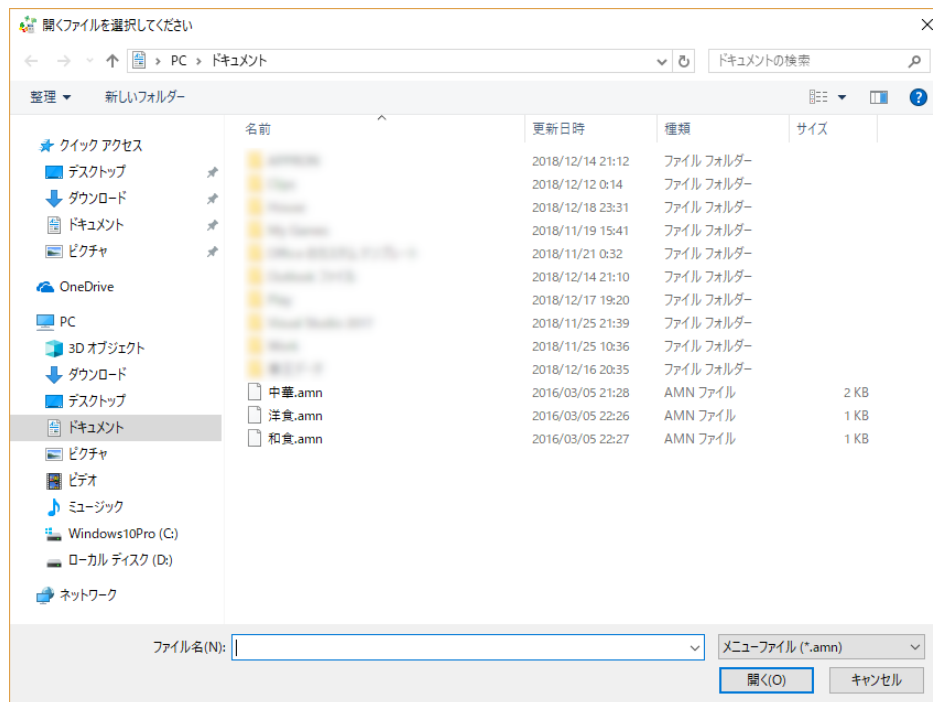 開くファイルを選択してください
PC › ドキュメント
ドキュメントの検索
整理
新しいフォルダー
クイック アクセス
デスクトップ
ダウンロード
ドキュメント
ピクチャ
OneDrive
PC
3D オブジェクト
ダウンロード
デスクトップ
ドキュメント
ピクチャ
ビデオ
ミュージック
Windows10Pro (C:)
ローカル ディスク (D:)
ネットワーク
名前 更新日時 種類 サイズ
2018/12/14 21:12 ファイル フォルダー
2018/12/12 0:14 ファイル フォルダー
2018/12/18 23:31 ファイル フォルダー
2018/11/19 15:41 ファイル フォルダー
2018/11/21 0:32 ファイル フォルダー
2018/12/14 21:10 ファイル フォルダー
2018/12/17 19:20 ファイル フォルダー
2018/11/25 21:39 ファイル フォルダー
2018/11/25 10:36 ファイル フォルダー
2018/12/16 20:35 ファイル フォルダー
中華.amn 2016/03/05 21:28 AMN ファイル 2 KB
洋食.amn 2016/03/05 22:26 AMN ファイル 1 KB
和食.amn 2016/03/05 22:27 AMN ファイル 1 KB
ファイル名(N):
メニューファイル (*.amn)
開く(O)
キャンセル